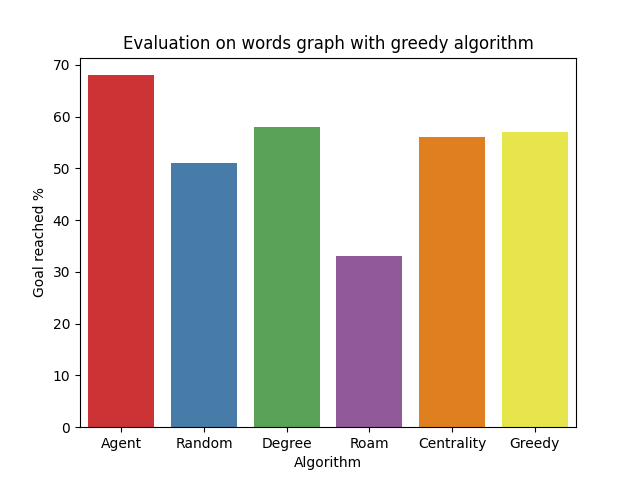 Evaluation on words graph with greedy algorithm
70
60
50
40
30
20
10
0
Goal reached %
Agent Random Degree Roam Centrality Greedy
Algorithm